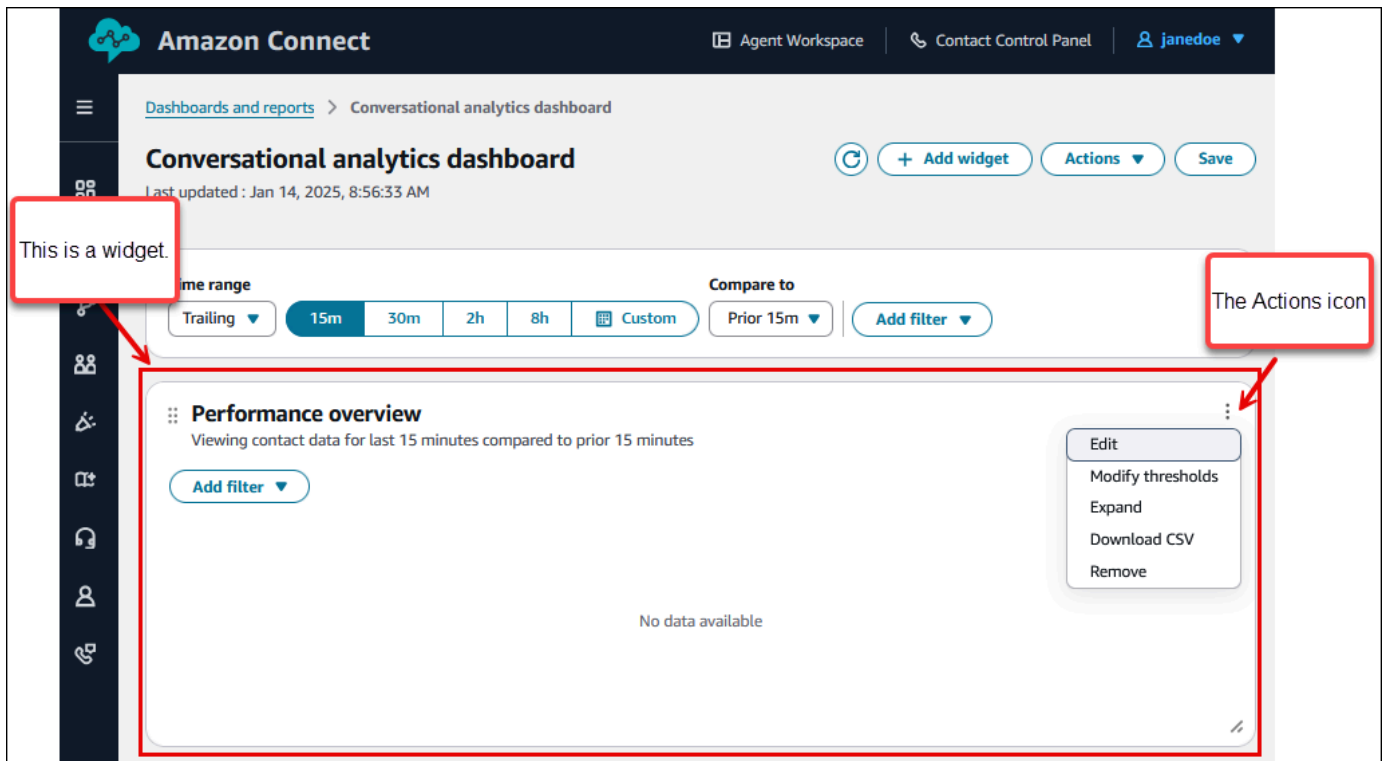 Amazon Connect
Agent Workspace
Contact Control Panel
janedoe
Dashboards and reports > Conversational analytics dashboard
Conversational analytics dashboard
+ Add widget
Actions
Save
Last updated : Jan 14, 2025, 8:56:33 AM
This is a widget.
The Actions icon
ime range
Compare to
Trailing
15m
30m
2h
8h
Custom
Prior 15m
Add filter
Performance overview
Viewing contact data for last 15 minutes compared to prior 15 minutes
Add filter
Edit
Modify thresholds
Expand
Download CSV
Remove
No data available